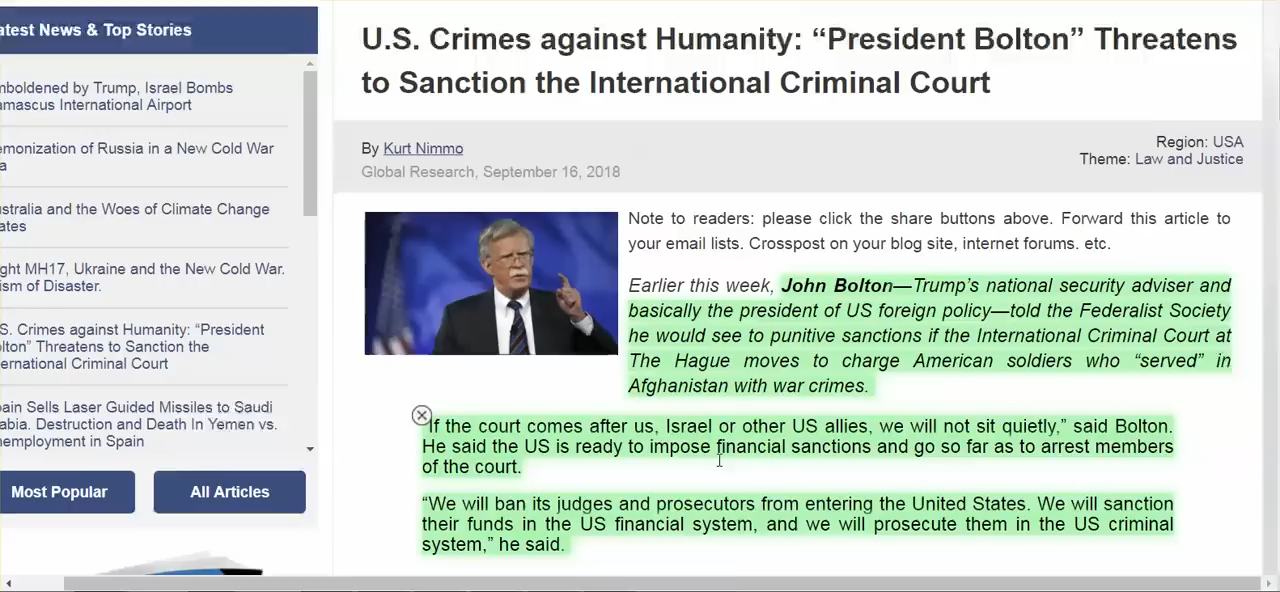 atest News & Top Stories
mboldened by Trump, Israel Bombs
amascus International Airport
emonization of Russia in a New Cold War
a
ustralia and the Woes of Climate Change
ates
ght MH17, Ukraine and the New Cold War.
ism of Disaster.
S. Crimes against Humanity: “President
olton” Threatens to Sanction the
ernational Criminal Court
ain Sells Laser Guided Missiles to Saudi
abia. Destruction and Death In Yemen vs.
nemployment in Spain
Most Popular
All Articles
U.S. Crimes against Humanity: “President Bolton” Threatens
to Sanction the International Criminal Court
By Kurt Nimmo
Global Research, September 16, 2018
Region: USA
Theme: Law and Justice
Note to readers: please click the share buttons above. Forward this article to
your email lists. Crosspost on your blog site, internet forums. etc.
Earlier this week, John Bolton—Trump’s national security adviser and
basically the president of US foreign policy—told the Federalist Society
he would see to punitive sanctions if the International Criminal Court at
The Hague moves to charge American soldiers who “served” in
Afghanistan with war crimes.
“If the court comes after us, Israel or other US allies, we will not sit quietly,” said Bolton.
He said the US is ready to impose financial sanctions and go so far as to arrest members
of the court.
“We will ban its judges and prosecutors from entering the United States. We will sanction
their funds in the US financial system, and we will prosecute them in the US criminal
system,” he said.